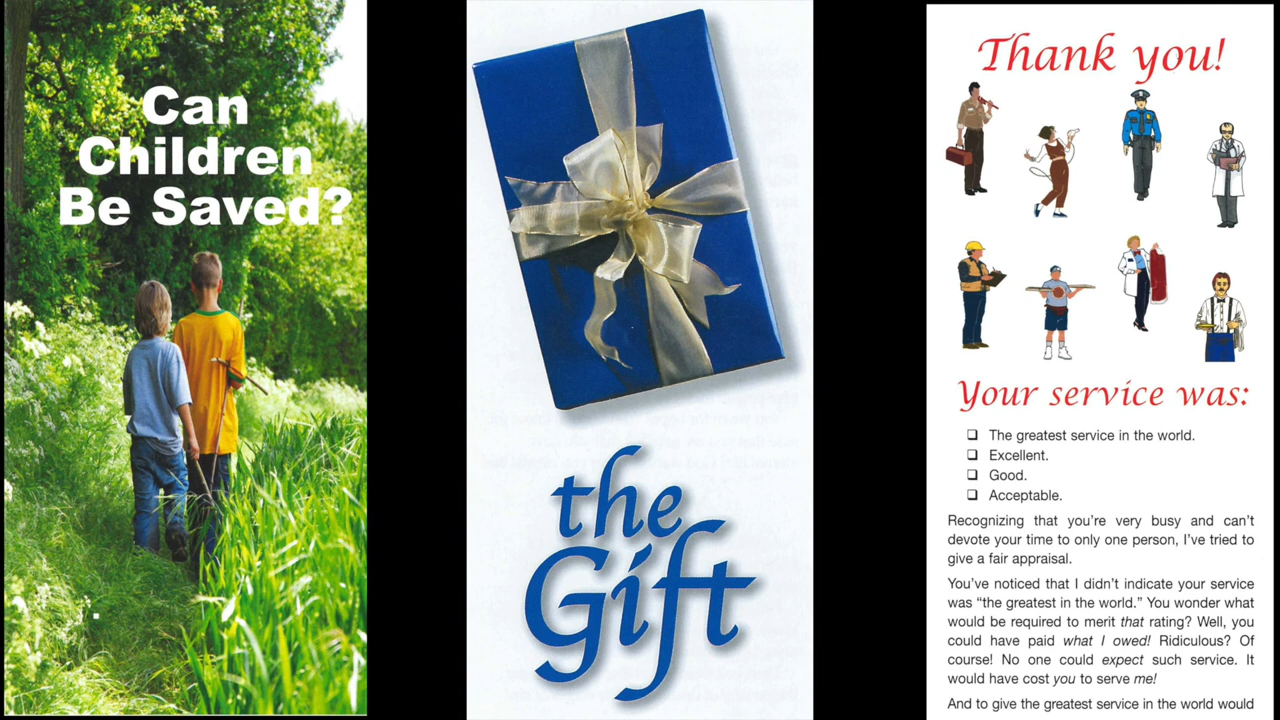 Can
Children
Be Saved?
the
Gift
Thank you!
Your service was:
❑ The greatest service in the world.
❑ Excellent.
❑ Good.
❑ Acceptable.
Recognizing that you're very busy and can't
devote your time to only one person, I've tried to
give a fair appraisal.
You've noticed that I didn't indicate your service
was “the greatest in the world.” You wonder what
would be required to merit that rating? Well, you
could have paid what I owed! Ridiculous? Of
course! No one could expect such service. It
would have cost you to serve me!
And to give the greatest service in the world would